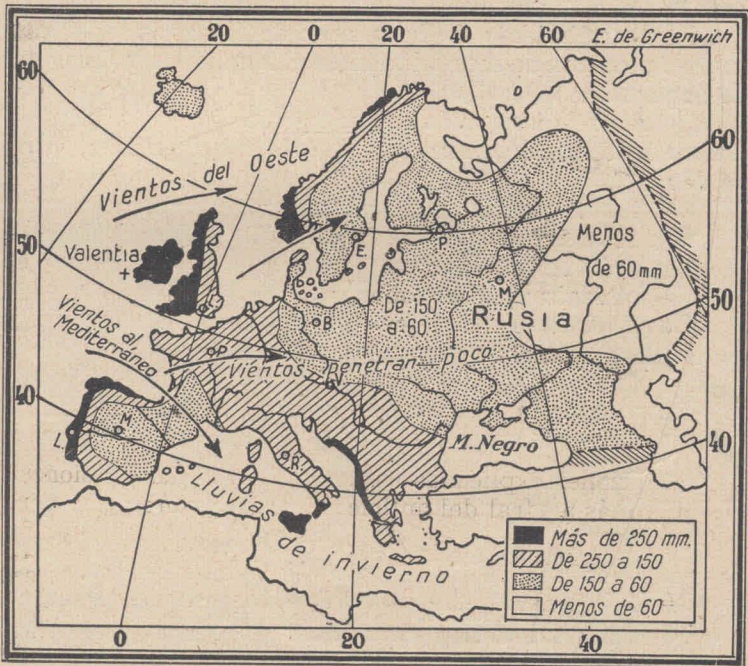 20 0 20 40 60 E. de Greenwich
60
60
Vientos del Oeste
50
Valentia
+
E
P
Menos
de 60 mm
M
De 150
a 60
Rusia
50
Vientos al
Mediterráneo
B
P
Vientos penetran poco
V
40
M
L
R
M. Negro
40
Lluvias de invierno
Más de 250 mm.
De 250 a 150
De 150 a 60
Menos de 60
0 20 40